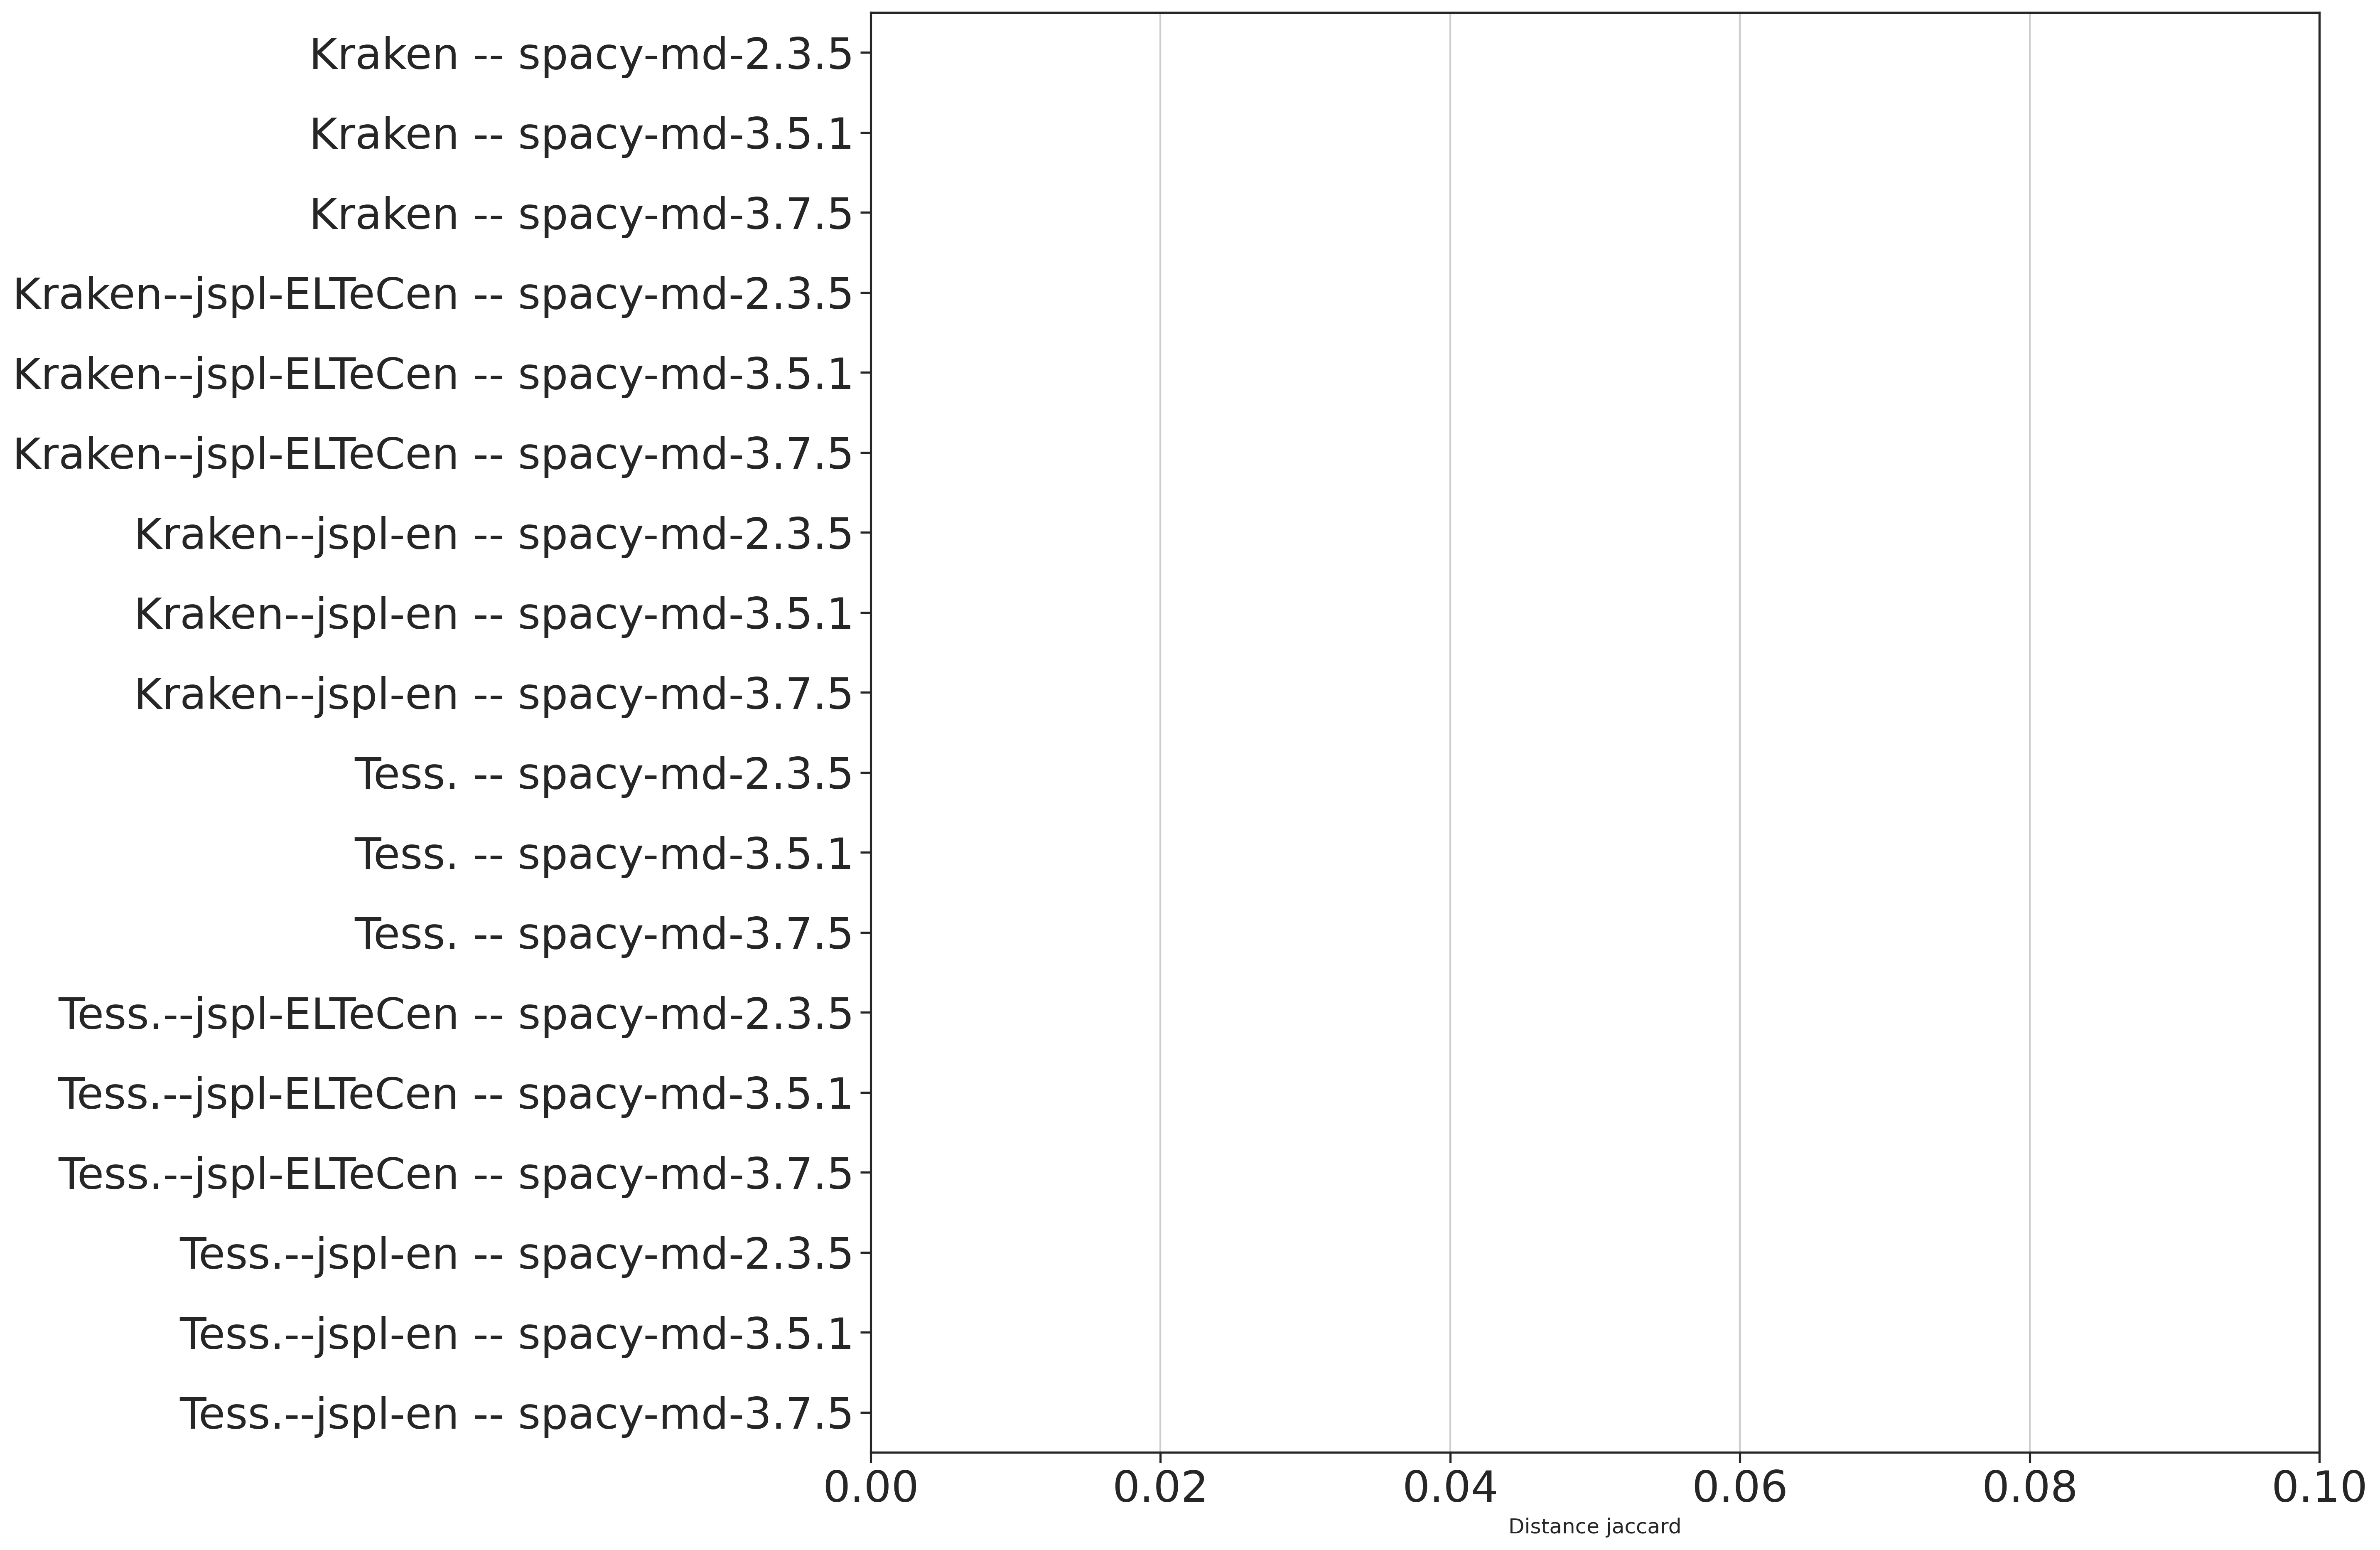 Kraken -- spacy-md-2.3.5
Kraken -- spacy-md-3.5.1
Kraken -- spacy-md-3.7.5
Kraken--jspl-ELTeCen -- spacy-md-2.3.5
Kraken--jspl-ELTeCen -- spacy-md-3.5.1
Kraken--jspl-ELTeCen -- spacy-md-3.7.5
Kraken--jspl-en -- spacy-md-2.3.5
Kraken--jspl-en -- spacy-md-3.5.1
Kraken--jspl-en -- spacy-md-3.7.5
Tess. -- spacy-md-2.3.5
Tess. -- spacy-md-3.5.1
Tess. -- spacy-md-3.7.5
Tess.--jspl-ELTeCen -- spacy-md-2.3.5
Tess.--jspl-ELTeCen -- spacy-md-3.5.1
Tess.--jspl-ELTeCen -- spacy-md-3.7.5
Tess.--jspl-en -- spacy-md-2.3.5
Tess.--jspl-en -- spacy-md-3.5.1
Tess.--jspl-en -- spacy-md-3.7.5
0.00 0.02 0.04 0.06 0.08 0.10
Distance jaccard